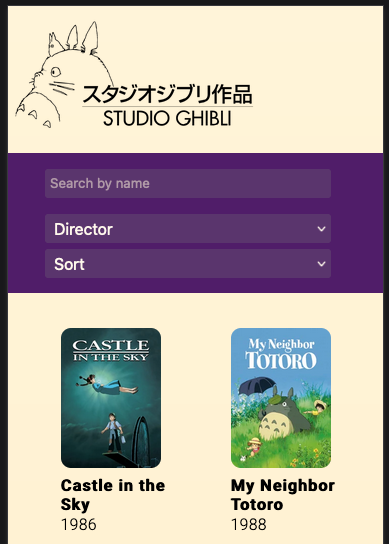 スタジオジブリ作品
STUDIO GHIBLI
Search by name
Director
Sort
CASTLE
IN THE SKY
My Neighbor
TOTORO
Castle in the
Sky
1986
My Neighbor
Totoro
1988